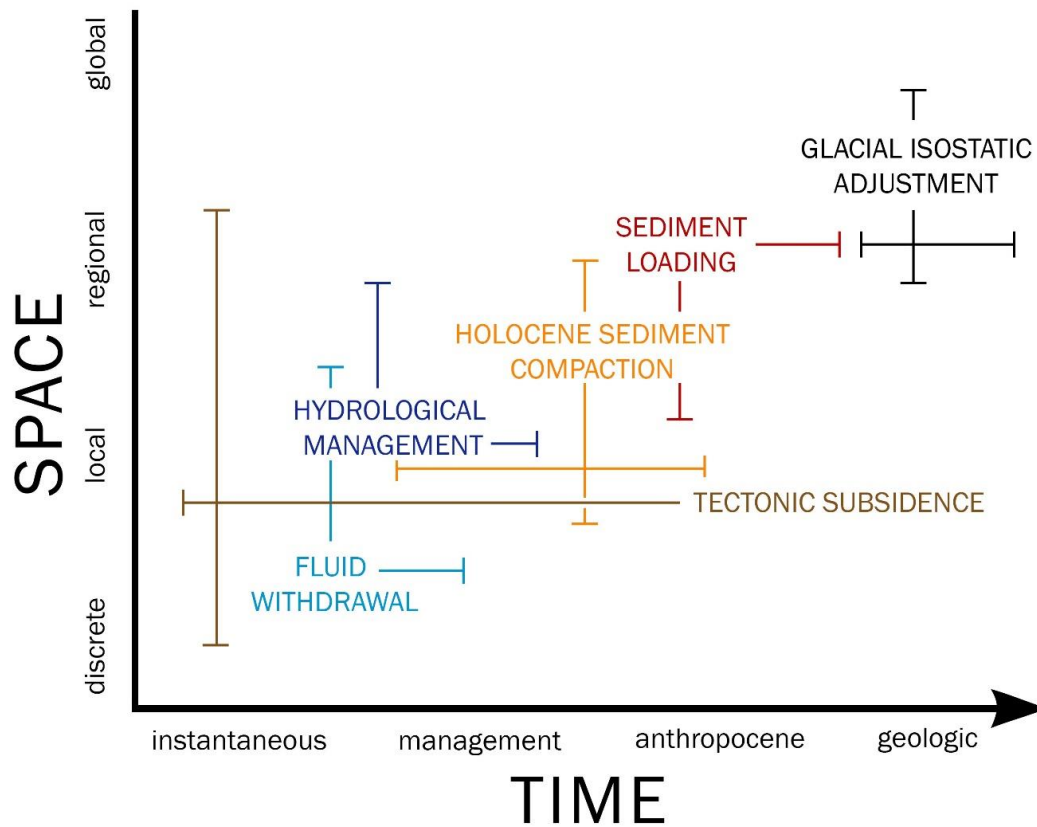 global
GLACIAL ISOSTATIC
ADJUSTMENT
regional
SEDIMENT
LOADING
HOLOCENE SEDIMENT
COMPACTION
SPACE
HYDROLOGICAL
MANAGEMENT
local
TECTONIC SUBSIDENCE
FLUID
WITHDRAWAL
discrete
instantaneous
management
anthropocene
geologic
TIME